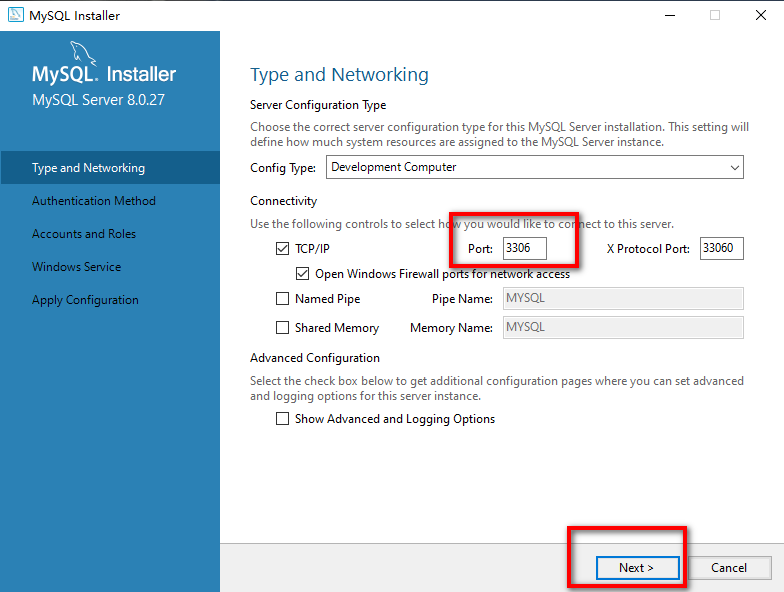 MySQL Installer
MySQL. Installer
MySQL Server 8.0.27
Type and Networking
Authentication Method
Accounts and Roles
Windows Service
Apply Configuration
Type and Networking
Server Configuration Type
Choose the correct server configuration type for this MySQL Server installation. This setting will
define how much system resources are assigned to the MySQL Server instance.
Config Type: Development Computer
Connectivity
Use the following controls to select how you would like to connect to this server.
TCP/IP Port: 3306 X Protocol Port: 33060
Open Windows Firewall ports for network access
Named Pipe Pipe Name: MYSQL
Shared Memory Memory Name: MYSQL
Advanced Configuration
Select the check box below to get additional configuration pages where you can set advanced
and logging options for this server instance.
Show Advanced and Logging Options
Next > Cancel